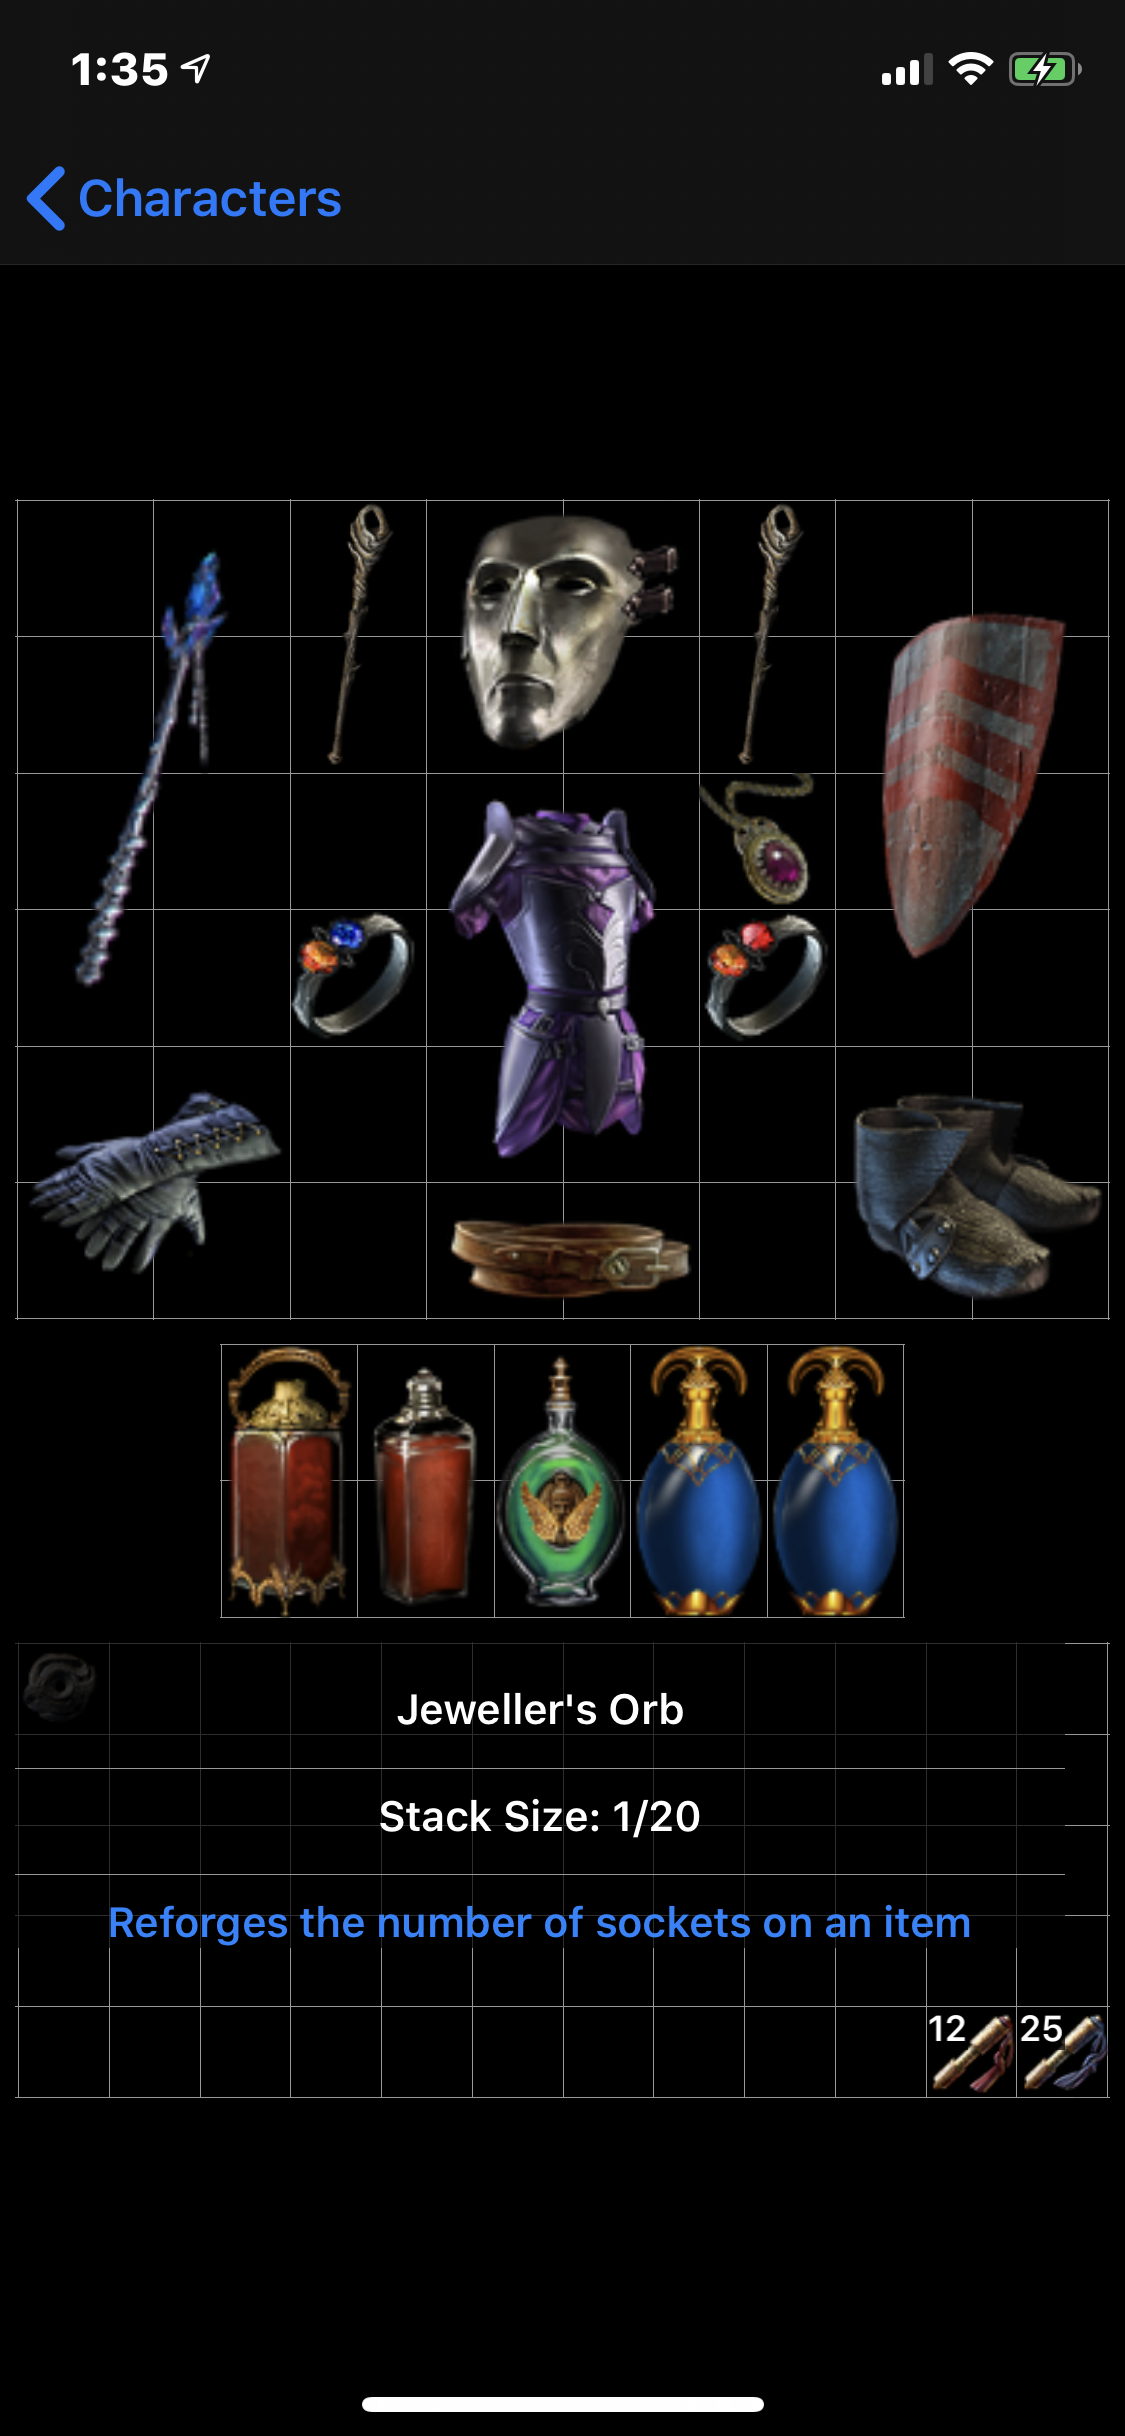 1:35
Characters
Jeweller's Orb
Stack Size: 1/20
Reforges the number of sockets on an item
12 25